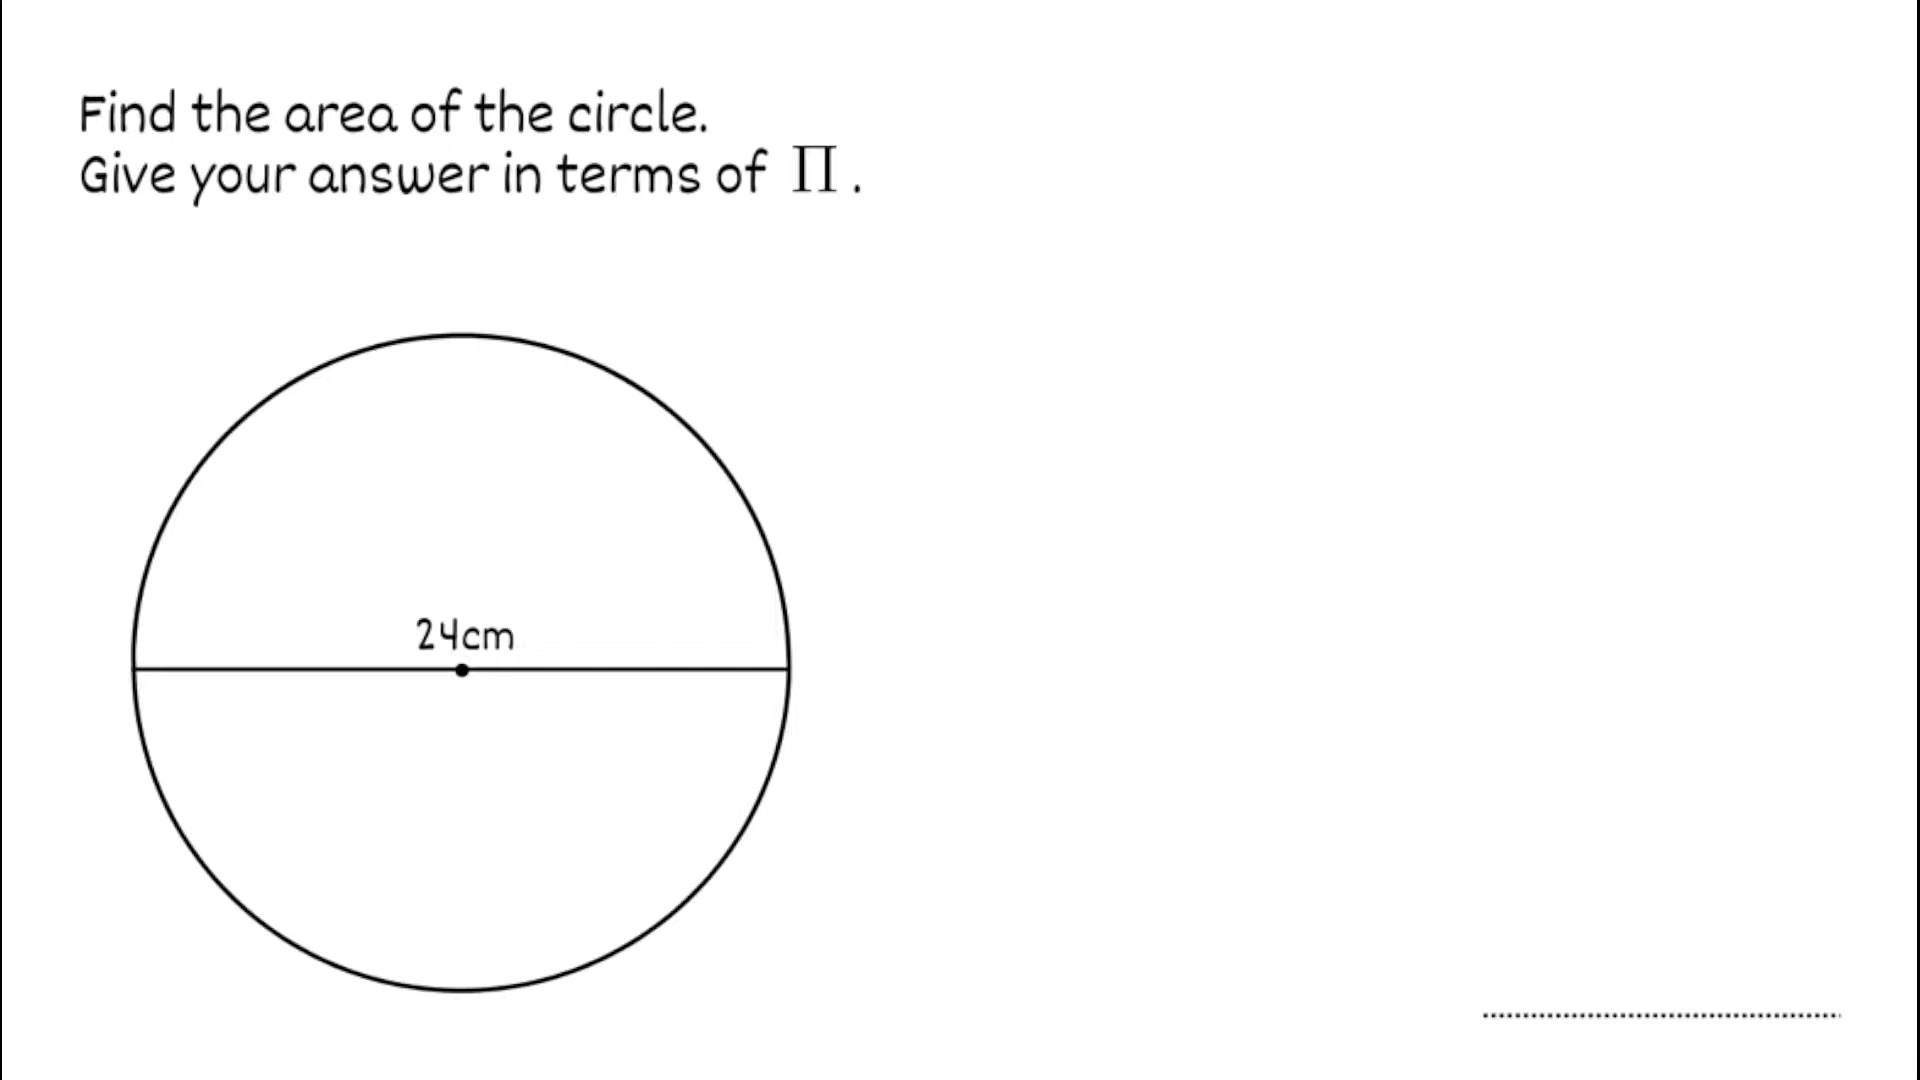 Find the area of the circle.
Give your answer in terms of Π .
24cm